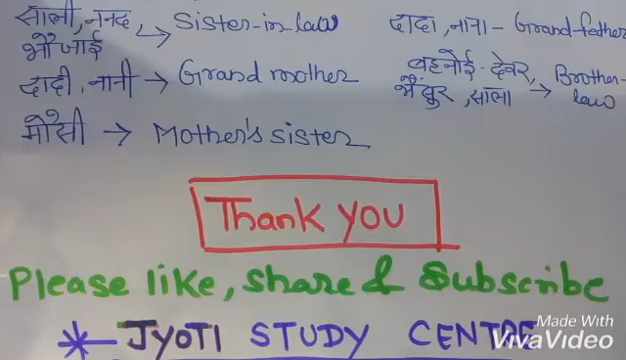 साली, ननद, भौजाई → Sister-in-law
दादी, नानी → Grand mother
मौसी → Mother's sister
दादा, नाना - Grand-father
बहनोई - देवर, भैंसुर, साला → Brother-law
Thank you
Please like, share & Subscribe
* JYOTI STUDY CENTRE
Made With
VivaVideo